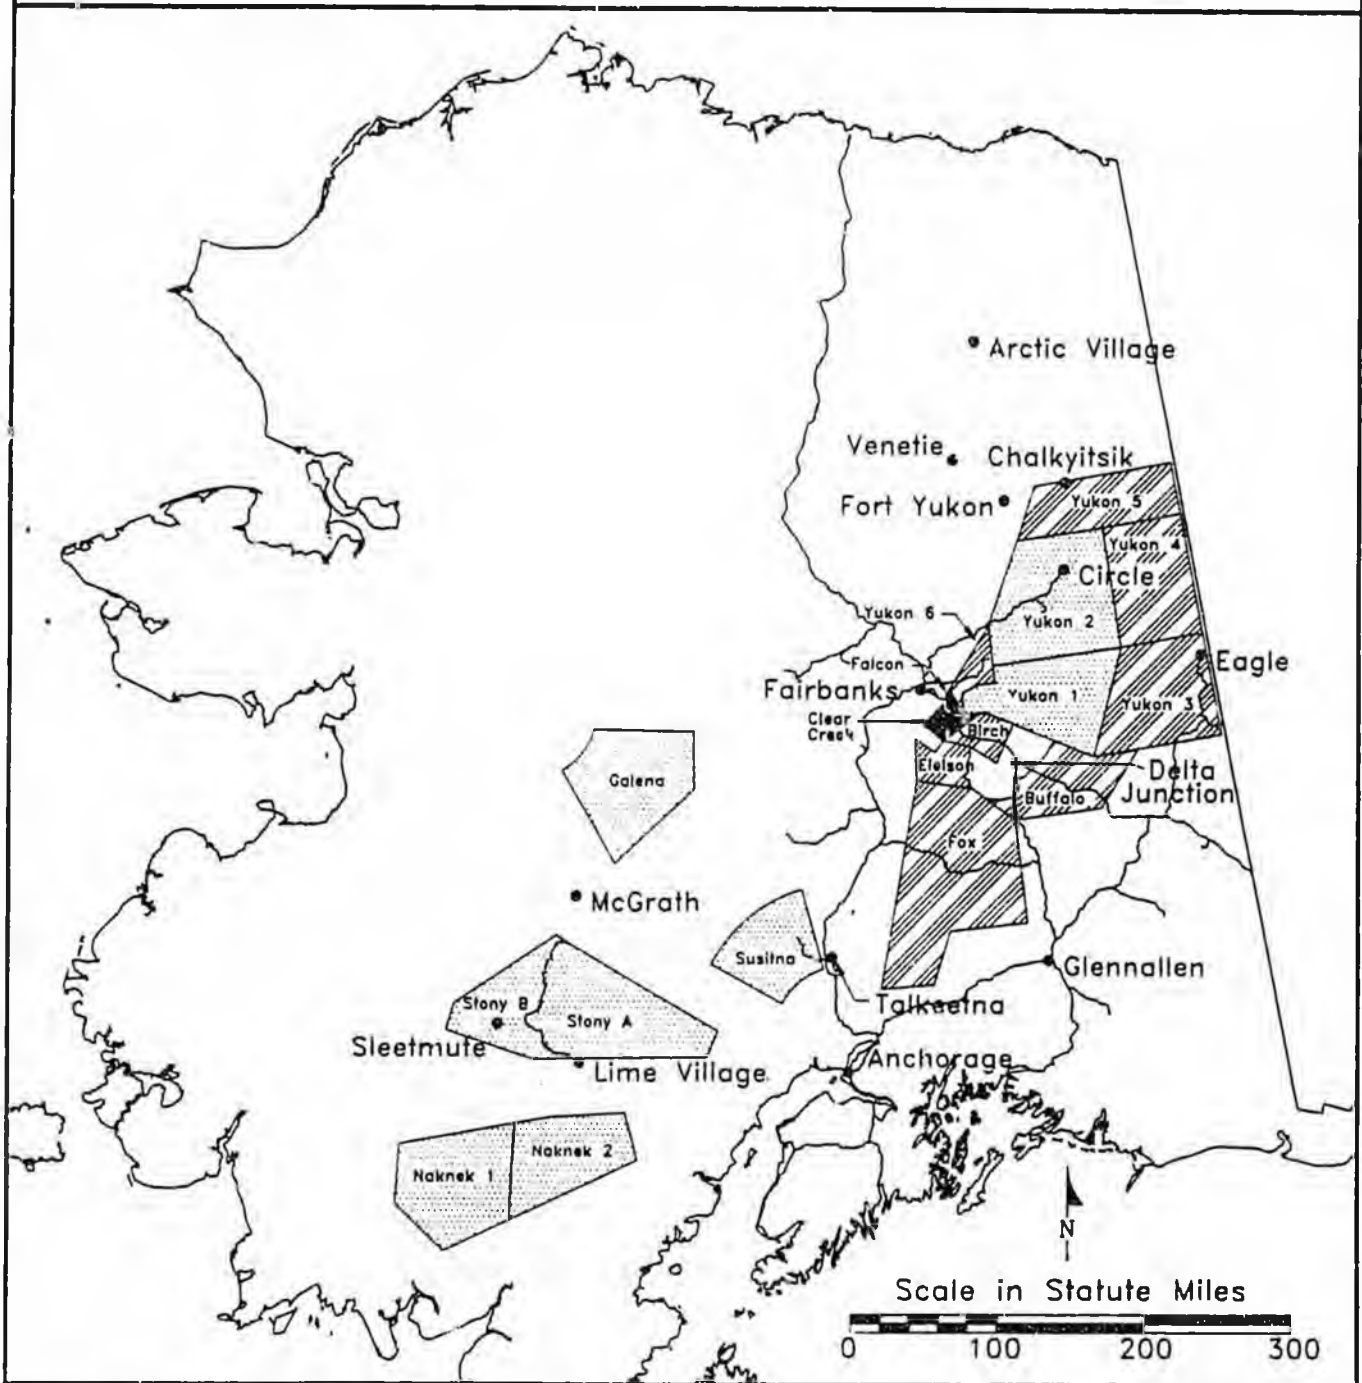 Arctic Village
Venetie
Chalkyitsik
Fort Yukon
Yukon 5
Yukon 4
Circle
Yukon 6
Yukon 2
Falcon
Eagle
Fairbanks
Yukon 1
Yukon 3
Clear
Creek
Birch
Eielson
Delta
Junction
Galena
Buffalo
Fox
McGrath
Susitna
Glennallen
Talkeetna
Stony B
Stony A
Sleetmute
Lime Village
Anchorage
Naknek 1
Naknek 2
N
Scale in Statute Miles
0 100 200 300